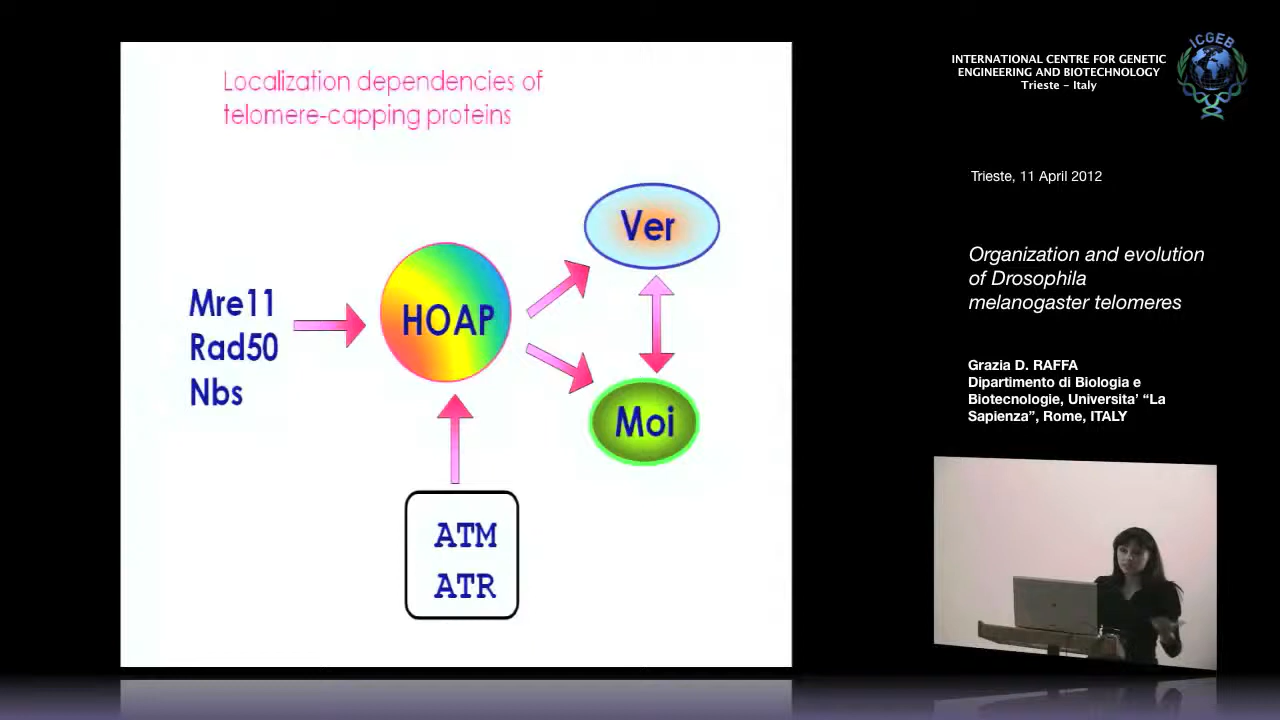 Localization dependencies of
telomere-capping proteins
Ver
Mre11
Rad50
Nbs
HOAP
Moi
ATM
ATR
INTERNATIONAL CENTRE FOR GENETIC
ENGINEERING AND BIOTECHNOLOGY
Trieste - Italy
ICGEB
Trieste, 11 April 2012
Organization and evolution
of Drosophila
melanogaster telomeres
Grazia D. RAFFA
Dipartimento di Biologia e
Biotecnologie, Universita’ “La
Sapienza”, Rome, ITALY